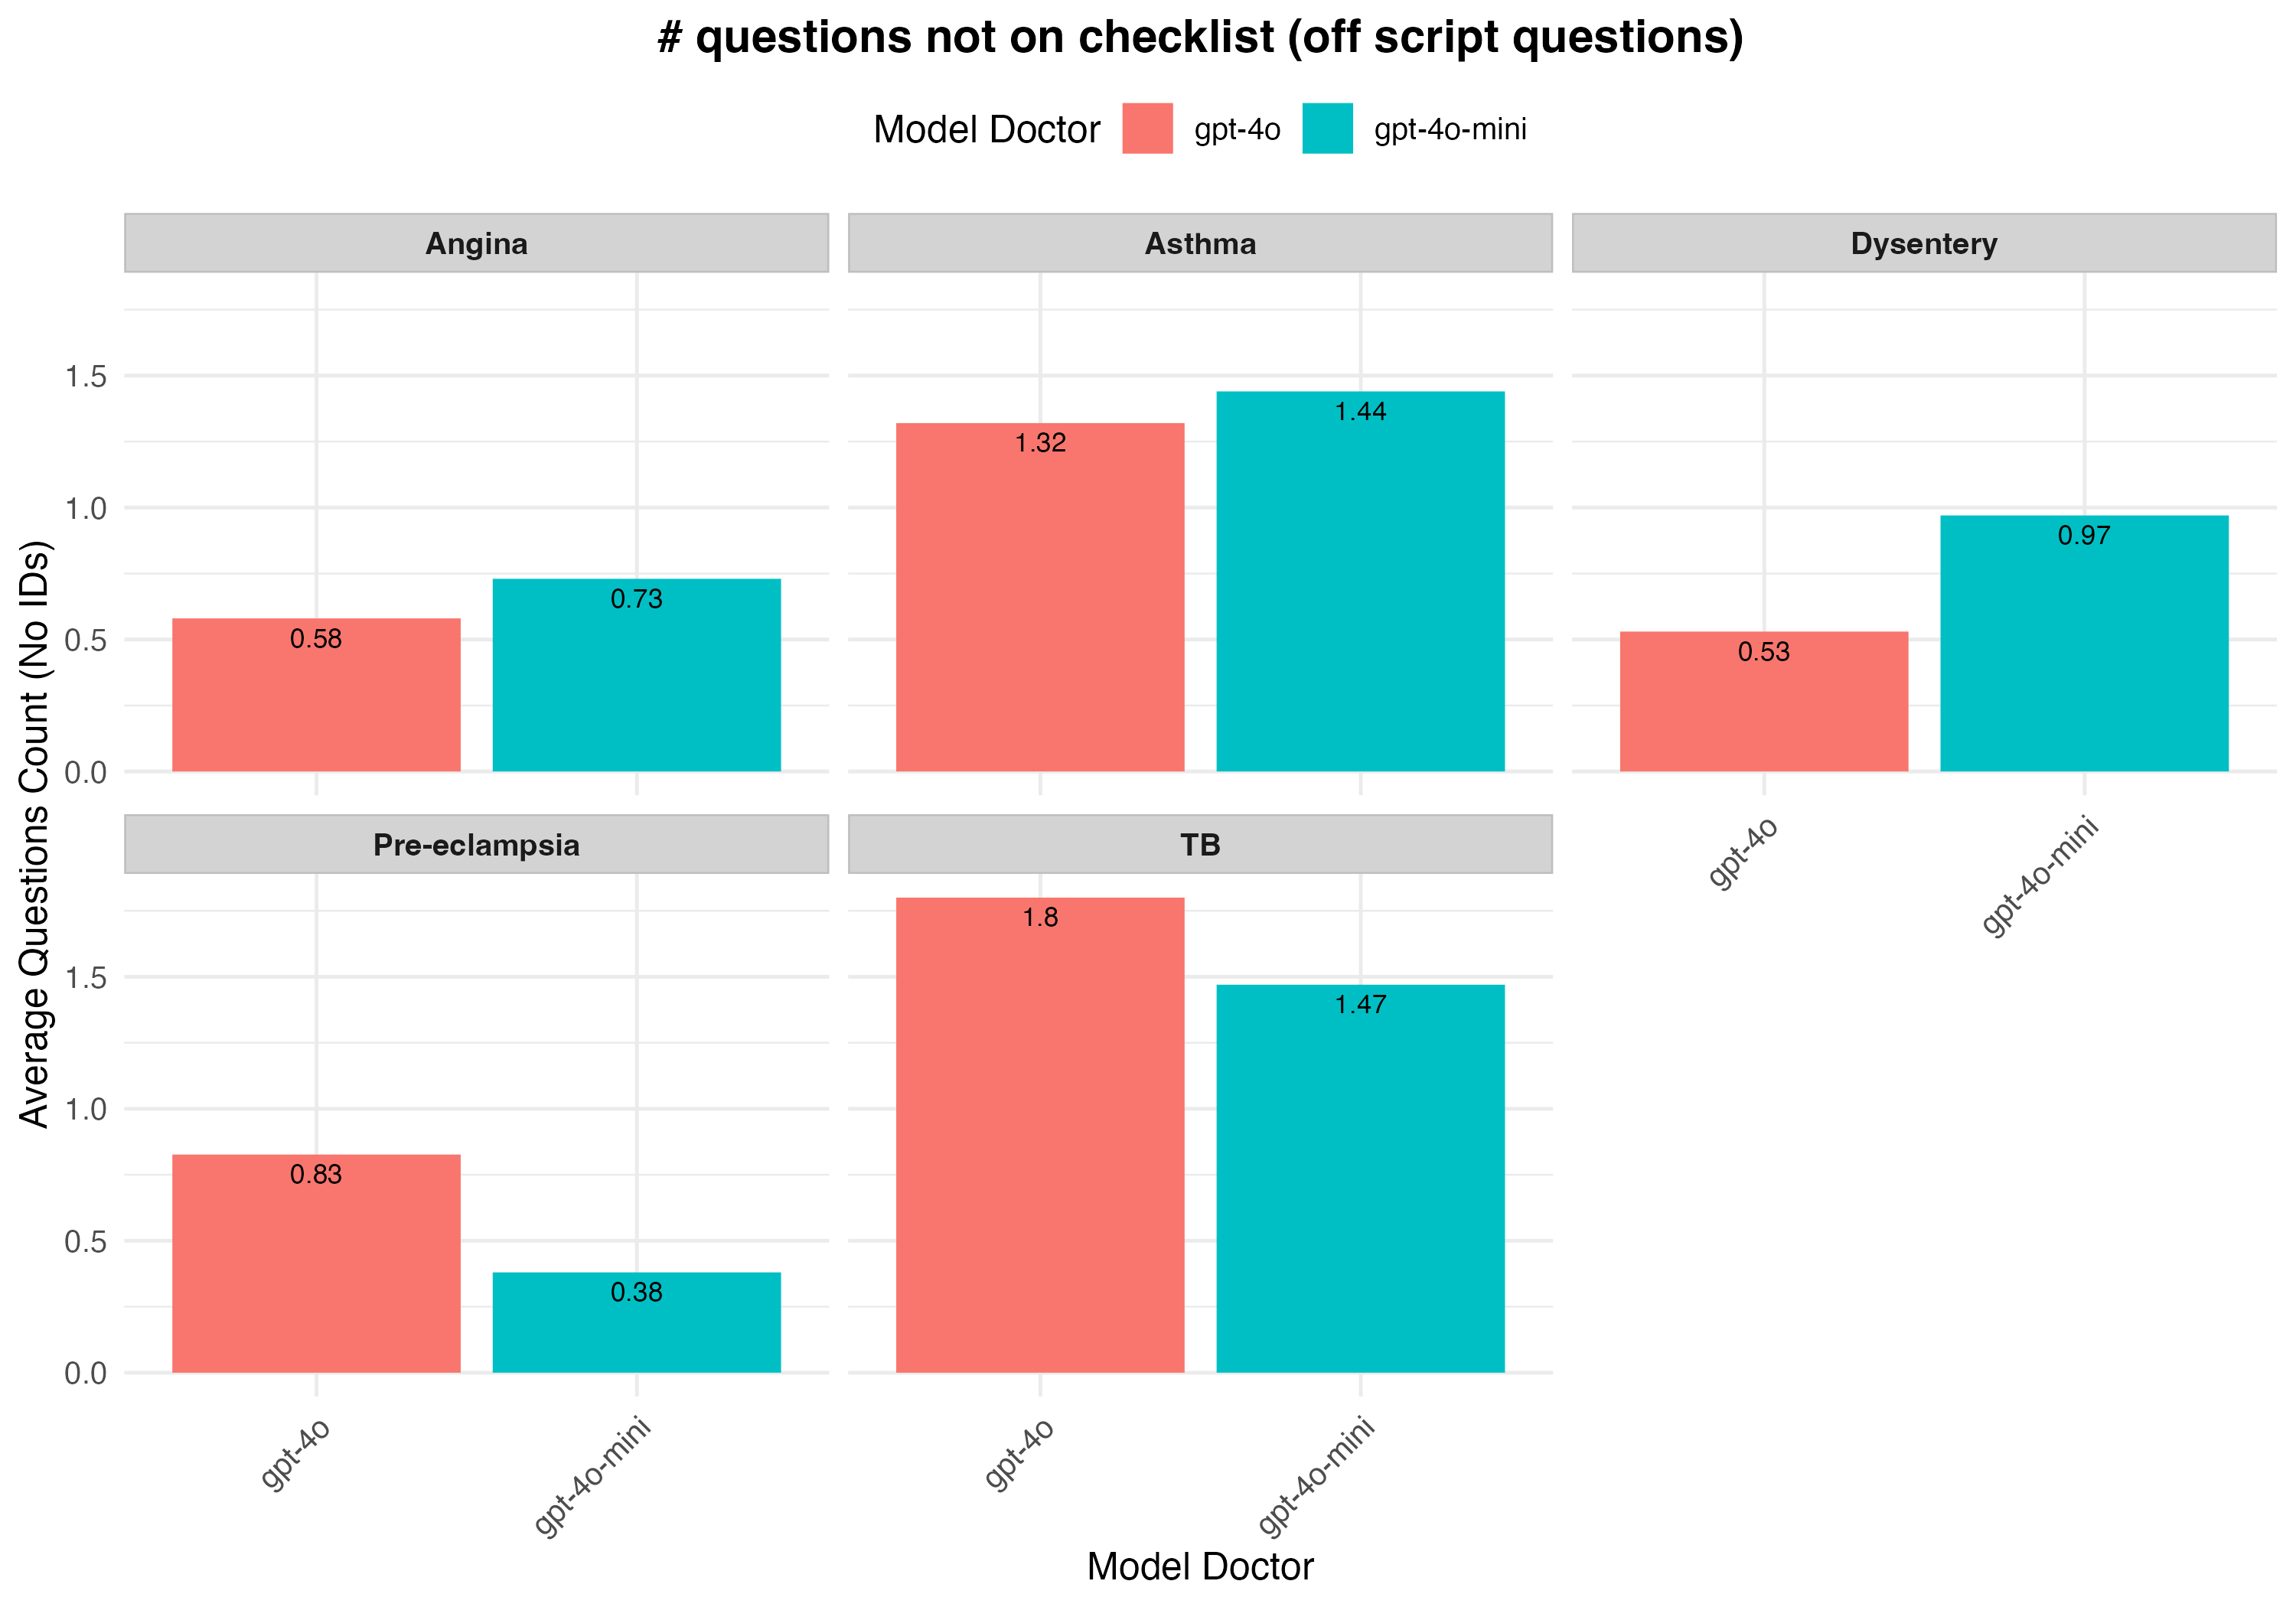 # questions not on checklist (off script questions)
Model Doctor gpt-4o gpt-4o-mini
Angina Asthma Dysentery
1.5
1.0
0.5
0.0
0.58 0.73
1.32 1.44
0.53 0.97
gpt-4o gpt-4o-mini
Pre-eclampsia TB
1.5
1.0
0.5
0.0
0.83 0.38
1.8 1.47
gpt-4o gpt-4o-mini
gpt-4o gpt-4o-mini
Average Questions Count (No IDs)
Model Doctor